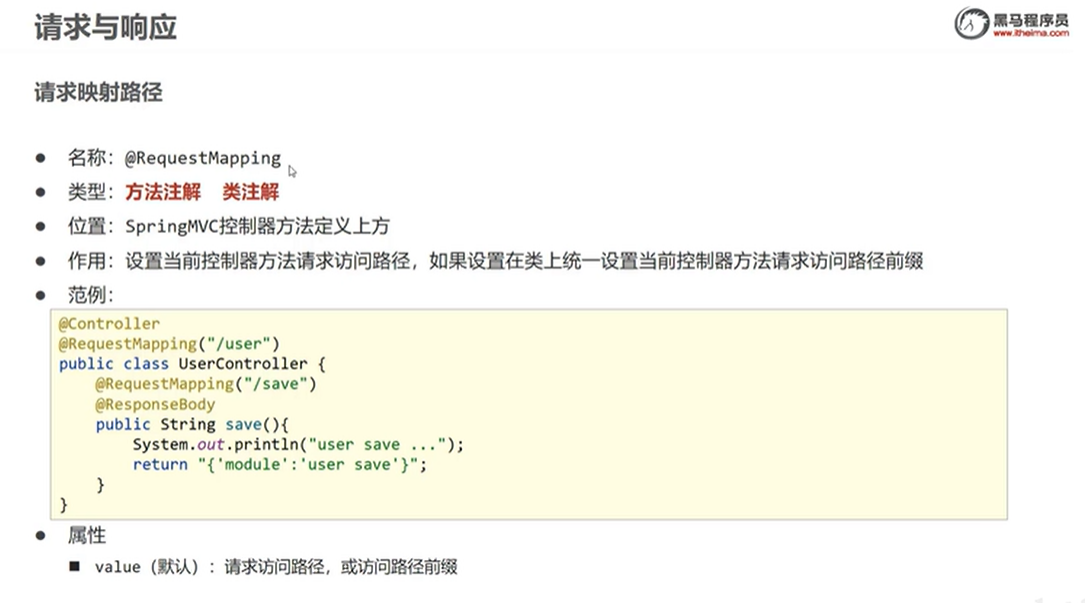 请求与响应
黑马程序员
www.itheima.com
请求映射路径
● 名称：@RequestMapping
● 类型：方法注解 类注解
● 位置：SpringMVC控制器方法定义上方
● 作用：设置当前控制器方法请求访问路径，如果设置在类上统一设置当前控制器方法请求访问路径前缀
● 范例：
@Controller
@RequestMapping("/user")
public class UserController {
    @RequestMapping("/save")
    @ResponseBody
    public String save(){
        System.out.println("user save ...");
        return "{'module':'user save'}";
    }
}
● 属性
■ value（默认）：请求访问路径，或访问路径前缀